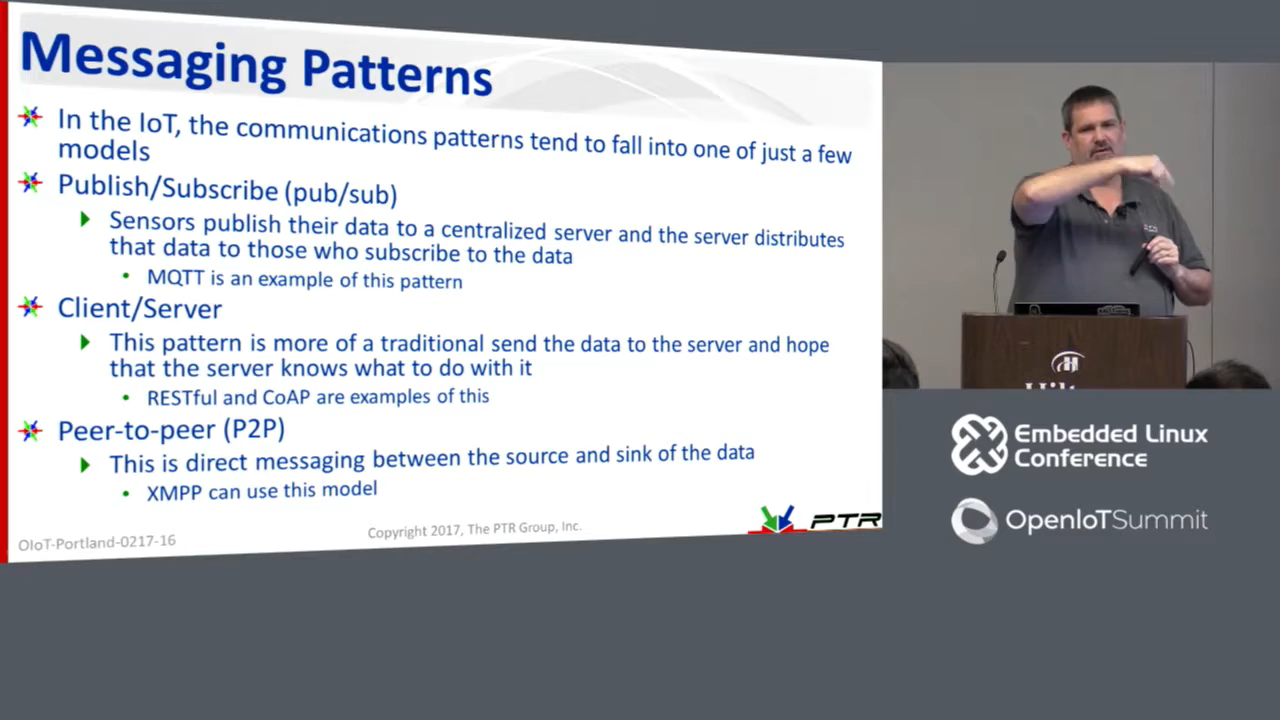 Messaging Patterns
In the IoT, the communications patterns tend to fall into one of just a few
models
Publish/Subscribe (pub/sub)
Sensors publish their data to a centralized server and the server distributes
that data to those who subscribe to the data
• MQTT is an example of this pattern
Client/Server
This pattern is more of a traditional send the data to the server and hope
that the server knows what to do with it
• RESTful and CoAP are examples of this
Peer-to-peer (P2P)
This is direct messaging between the source and sink of the data
• XMPP can use this model
OIoT-Portland-0217-16
Copyright 2017, The PTR Group, Inc.
PTR
Embedded Linux
Conference
OpenIoTSummit